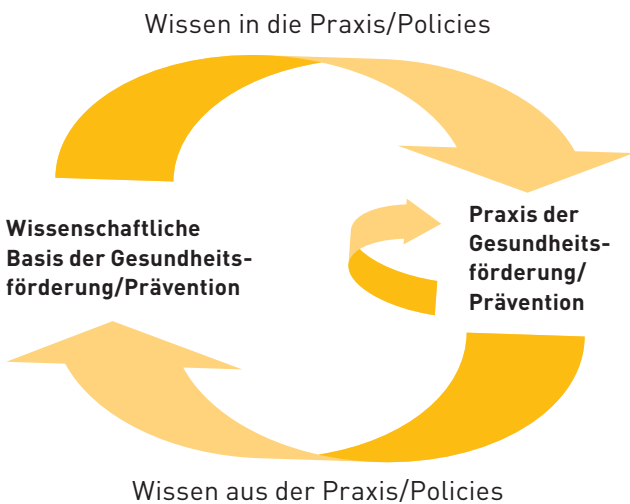 Wissen in die Praxis/Policies
Wissenschaftliche
Basis der Gesundheits-
förderung/Prävention
Praxis der
Gesundheits-
förderung/
Prävention
Wissen aus der Praxis/Policies